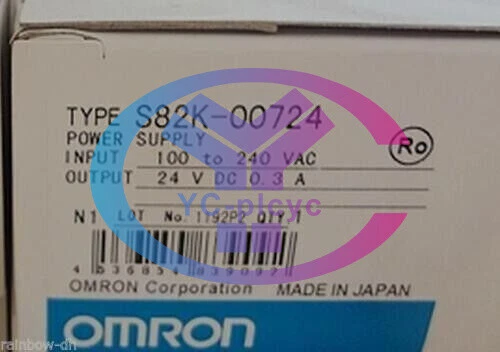 TYPE S82K-00724
POWER SUPPLY
INPUT 100 to 240 VAC
OUTPUT 24 V DC 0.3 A
Ro
YC-plcyc
N1 LOT No. 1192P2 QTY.1
OMRON Corporation MADE IN JAPAN
OMRON
rainbow-dh